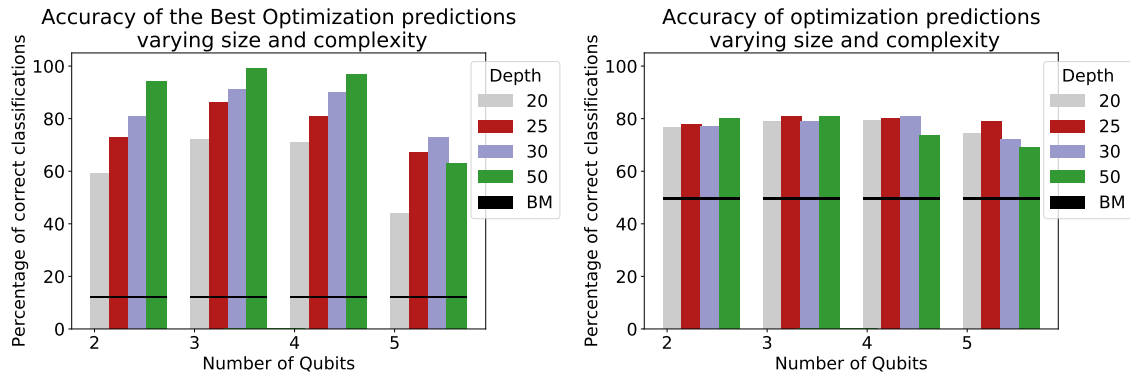 Accuracy of the Best Optimization predictions
varying size and complexity
Percentage of correct classifications
100
80
60
40
20
0
2
3
4
5
Number of Qubits
Depth
20
25
30
50
BM
Accuracy of optimization predictions
varying size and complexity
Percentage of correct classifications
100
80
60
40
20
0
2
3
4
5
Number of Qubits
Depth
20
25
30
50
BM